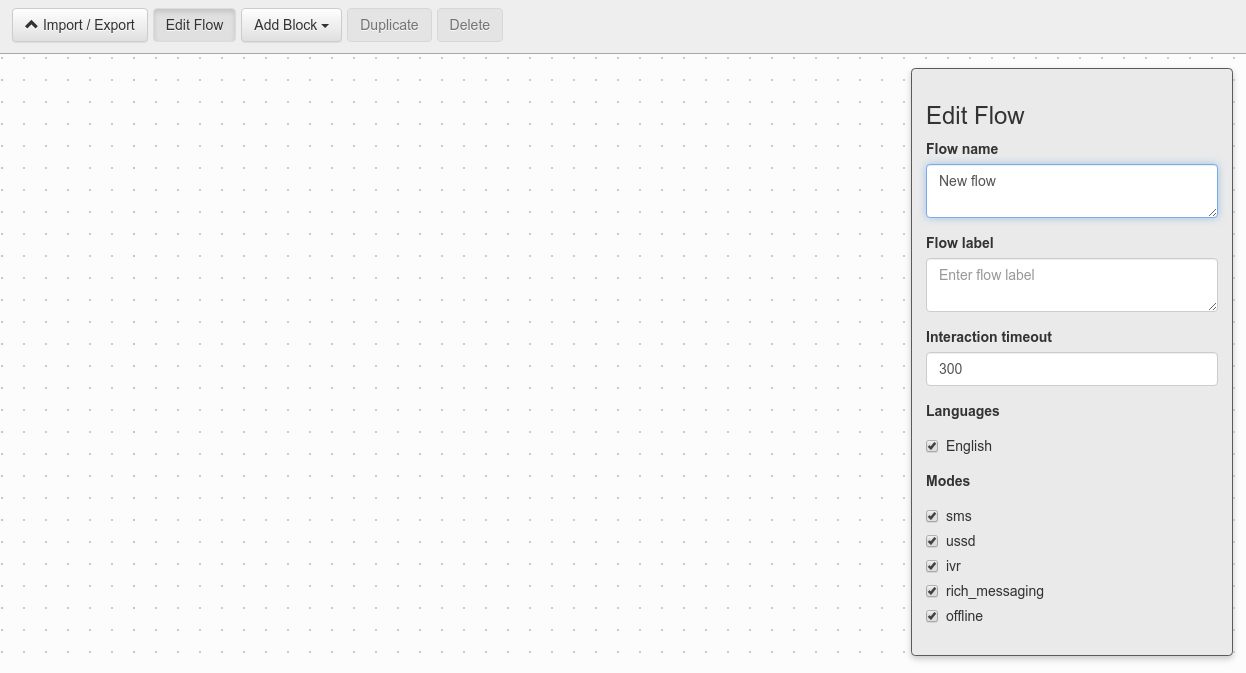 Import / Export Edit Flow Add Block Duplicate Delete
Edit Flow
Flow name
New flow
Flow label
Enter flow label
Interaction timeout
300
Languages
English
Modes
sms
ussd
ivr
rich_messaging
offline